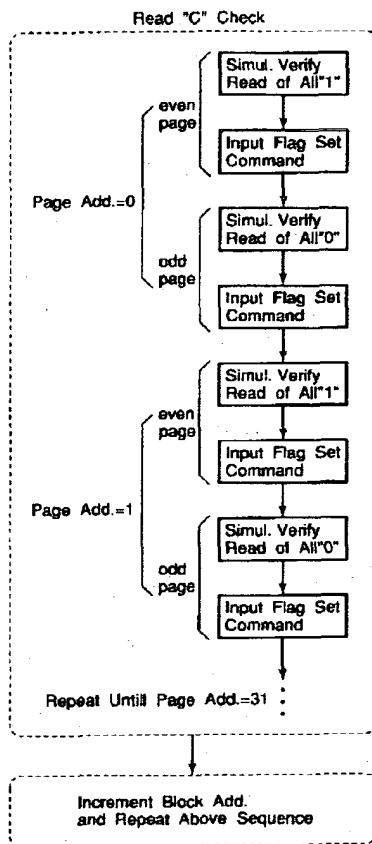 Read "C" Check
Simul. Verify
Read of All"1"
even
page
Input Flag Set
Command
Page Add.=0
Simul. Verify
Read of All"0"
odd
page
Input Flag Set
Command
Simul. Verify
Read of All"1"
even
page
Input Flag Set
Command
Page Add.=1
Simul. Verify
Read of All"0"
odd
page
Input Flag Set
Command
Repeat Untill Page Add.=31
Increment Block Add.
and Repeat Above Sequence